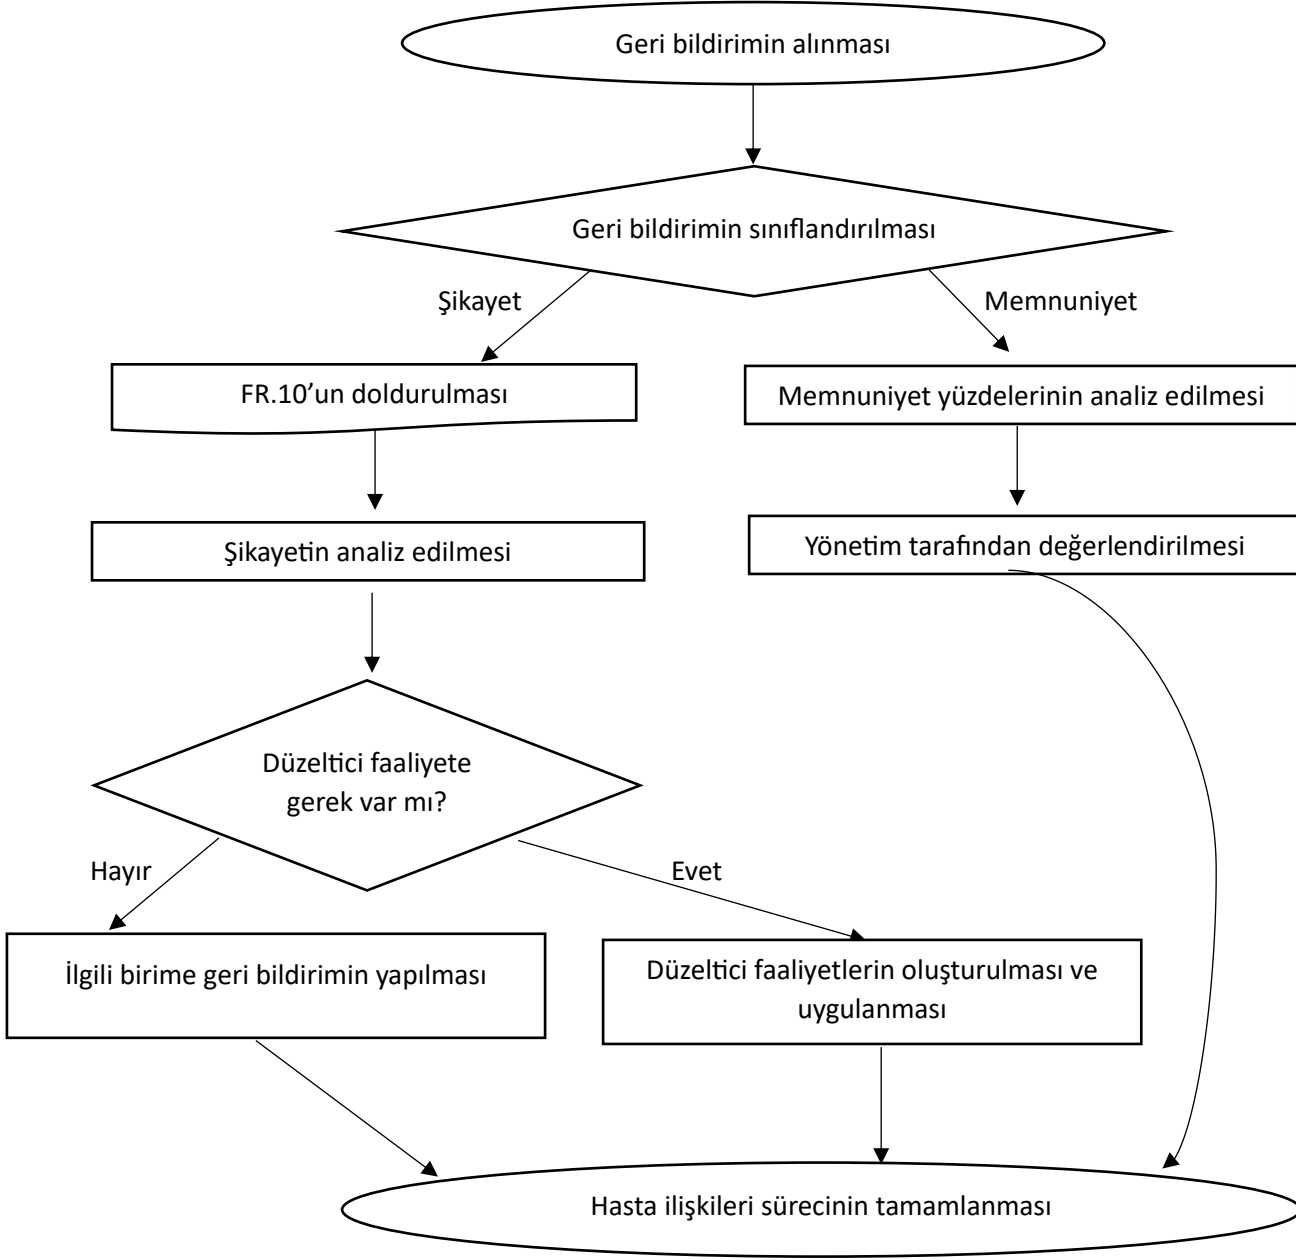 Geri bildirimin alınması
Geri bildirimin sınıflandırılması
Şikayet
Memnuniyet
FR.10’un doldurulması
Memnuniyet yüzdelerinin analiz edilmesi
Şikayetin analiz edilmesi
Yönetim tarafından değerlendirilmesi
Düzeltici faaliyete
gerek var mı?
Hayır
Evet
İlgili birime geri bildirimin yapılması
Düzeltici faaliyetlerin oluşturulması ve
uygulanması
Hasta ilişkileri sürecinin tamamlanması